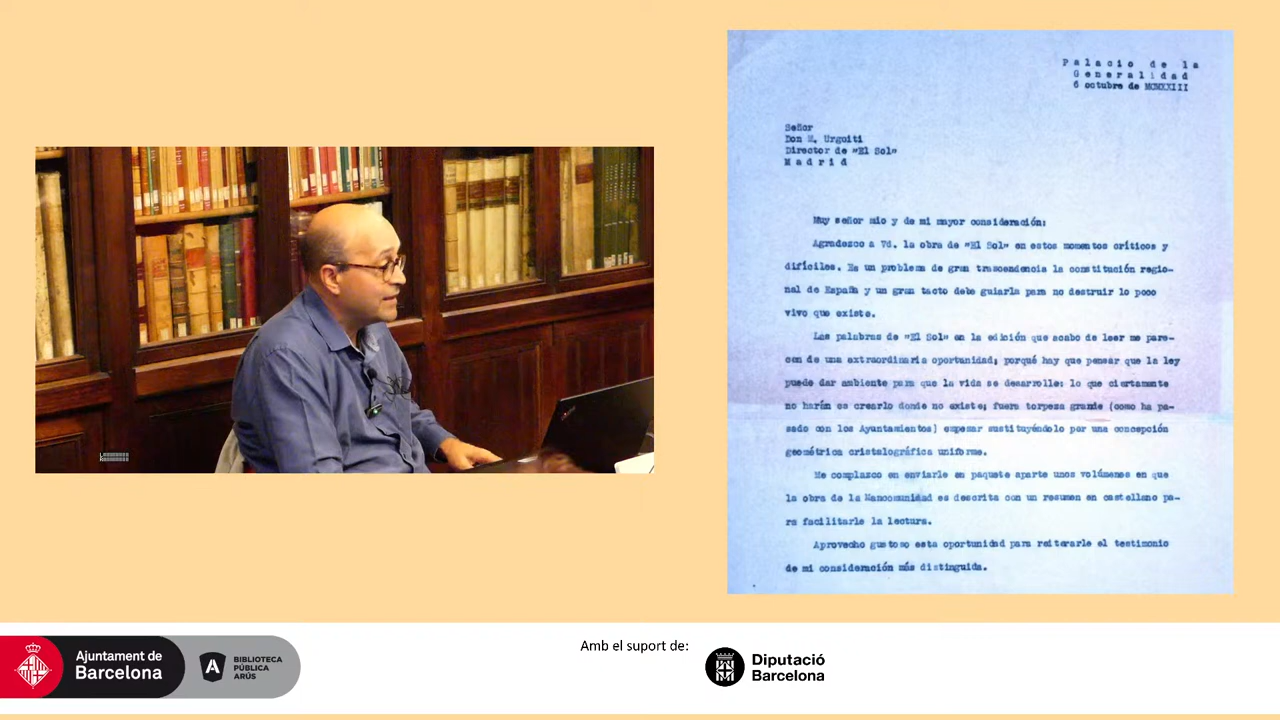 Palacio de la
Generalidad
6 octubre de MCMXXIII
Señor
Don M. Urgoiti
Director de "El Sol"
Madrid
Muy señor mio y de mi mayor consideración:
Agradezco a Vd. la obra de "El Sol" en estos momentos críticos y
difíciles. Es un problema de gran trascendencia la constitución regio-
nal de España y un gran tacto debe guiarla para no destruir lo poco
vivo que existe.
Las palabras de "El Sol" en la edición que acabo de leer me pare-
cen de una extraordinaria oportunidad; porqué hay que pensar que la ley
puede dar ambiente para que la vida se desarrolle: lo que ciertamente
no harán es crearlo donde no existe; fuera torpeza grande (como ha pa-
sado con los Ayuntamientos) empezar sustituyéndolo por una concepción
geométrica cristalográfica uniforme.
Me complazco en enviarle en paquete aparte unos volúmenes en que
la obra de la Mancomunidad es descrita con un resumen en castellano pa-
ra facilitarle la lectura.
Aprovecho gustoso esta oportunidad para reiterarle el testimonio
de mi consideración más distinguida.
Ajuntament de
Barcelona
A
BIBLIOTECA
PÚBLICA
ARÚS
Amb el suport de:
Diputació
Barcelona